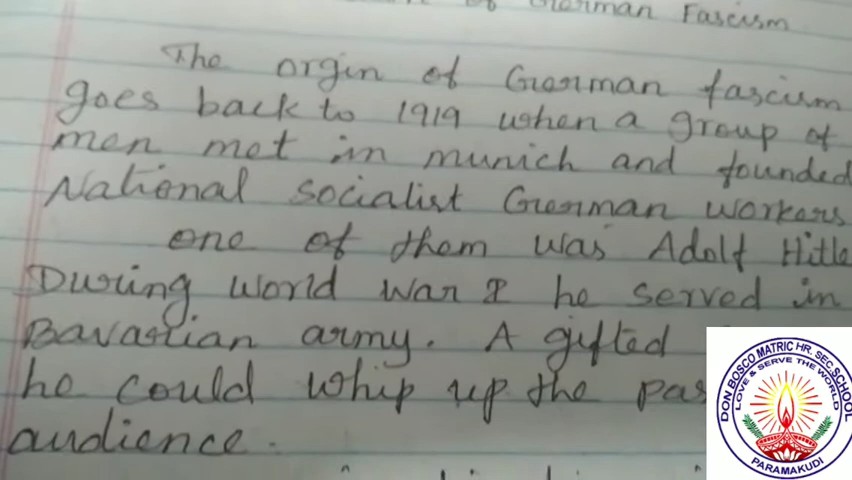 of German Fascism
The orgin of German fascism
goes back to 1919 when a group of
men met in munich and founded
National socialist German workers
one of them was Adolf Hitle
During world war I he served in
Bavarian army. A gifted
he could whip up the pas
audience.
DON BOSCO MATRIC HR. SEC. SCHOOL
LOVE & SERVE THE WORLD
PARAMAKUDI